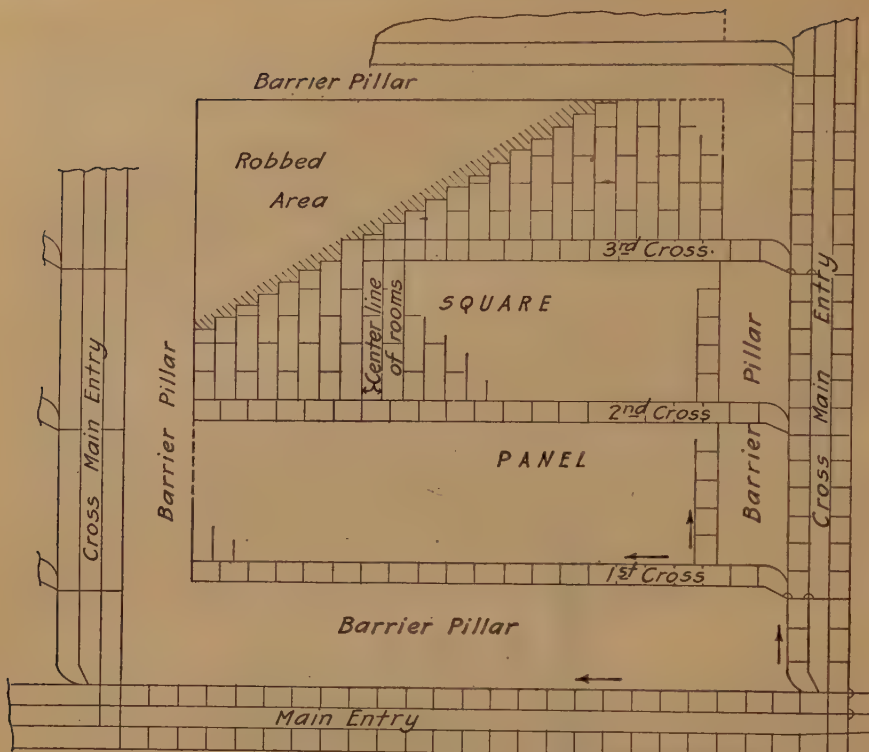 Barrier Pillar
Robbed
Area
3rd Cross.
Center line
of rooms
SQUARE
Barrier Pillar
Cross Main Entry
Cross Main Entry
Barrier Pillar
2nd Cross
PANEL
1st Cross
Barrier Pillar
Main Entry